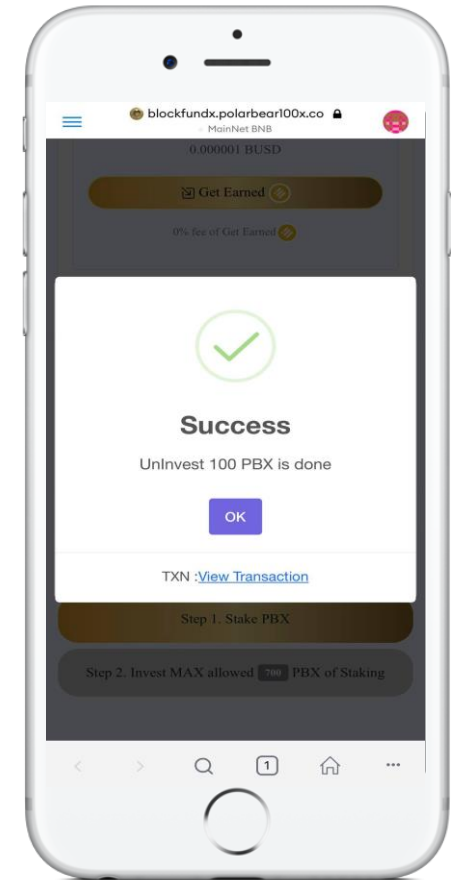 blockfundx.polarbear100x.co
MainNet BNB
0.000001 BUSD
Get Earned
0% fee of Get Earned
Success
UnInvest 100 PBX is done
OK
TXN :View Transaction
Step 1. Stake PBX
Step 2. Invest MAX allowed 700 PBX of Staking
1